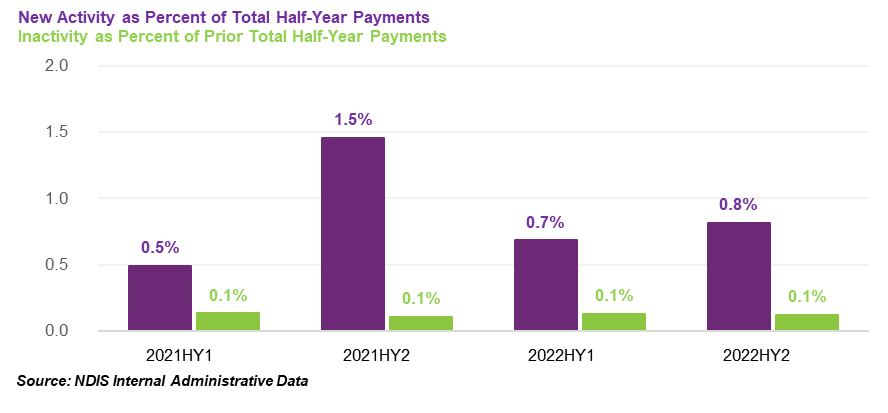 New Activity as Percent of Total Half-Year Payments
Inactivity as Percent of Prior Total Half-Year Payments
2.0
1.5
1.0
0.5
0.0
0.5%
0.1%
1.5%
0.1%
0.7%
0.1%
0.8%
0.1%
2021HY1
2021HY2
2022HY1
2022HY2
Source: NDIS Internal Administrative Data